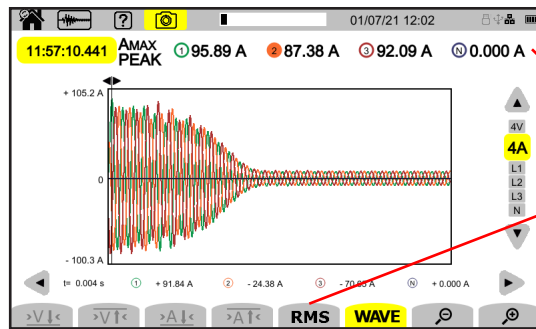 ? 01/07/21 12:02
11:57:10.441 AMAX PEAK 1 95.89 A 2 87.38 A 3 92.09 A N 0.000 A
+ 105.2 A
0
- 100.3 A
4V
4A
L1
L2
L3
N
t= 0.004 s 1 + 91.84 A 2 - 24.38 A 3 N + 0.000 A
>V↓< >V↑< >A↓< >A↑< RMS WAVE